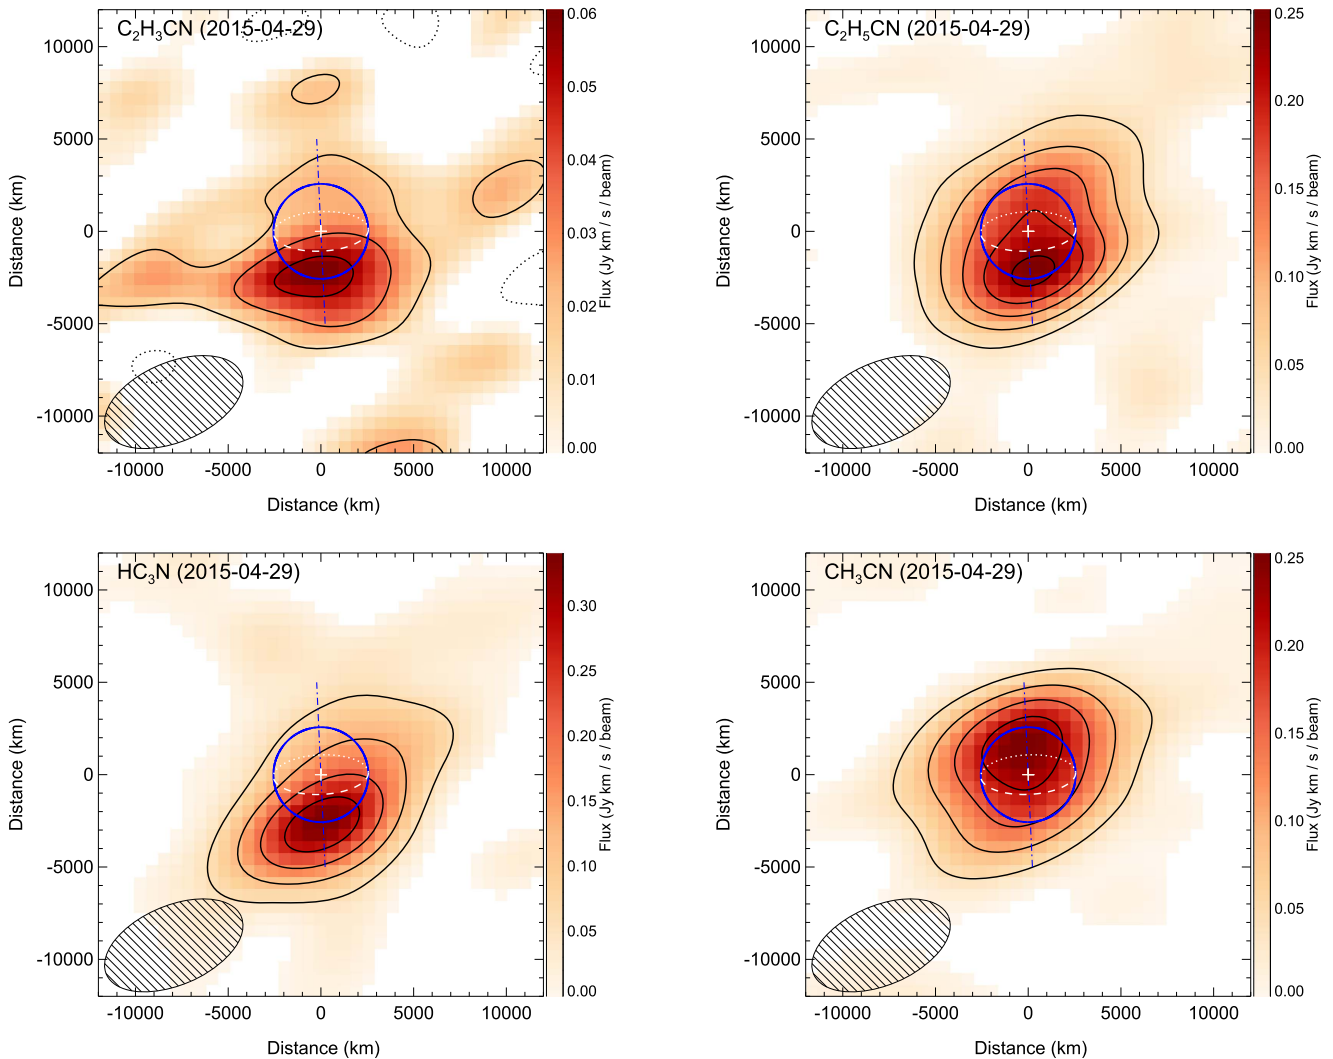 C₂H₃CN (2015-04-29)
10000
5000
0
-5000
-10000
Distance (km)
-10000 -5000 0 5000 10000
Distance (km)
0.06
0.05
0.04
0.03
0.02
0.01
0.00
Flux (Jy km / s / beam)
C₂H₅CN (2015-04-29)
10000
5000
0
-5000
-10000
Distance (km)
-10000 -5000 0 5000 10000
Distance (km)
0.25
0.20
0.15
0.10
0.05
0.00
Flux (Jy km / s / beam)
HC₃N (2015-04-29)
10000
5000
0
-5000
-10000
Distance (km)
-10000 -5000 0 5000 10000
Distance (km)
0.30
0.25
0.20
0.15
0.10
0.05
0.00
Flux (Jy km / s / beam)
CH₃CN (2015-04-29)
10000
5000
0
-5000
-10000
Distance (km)
-10000 -5000 0 5000 10000
Distance (km)
0.25
0.20
0.15
0.10
0.05
0.00
Flux (Jy km / s / beam)